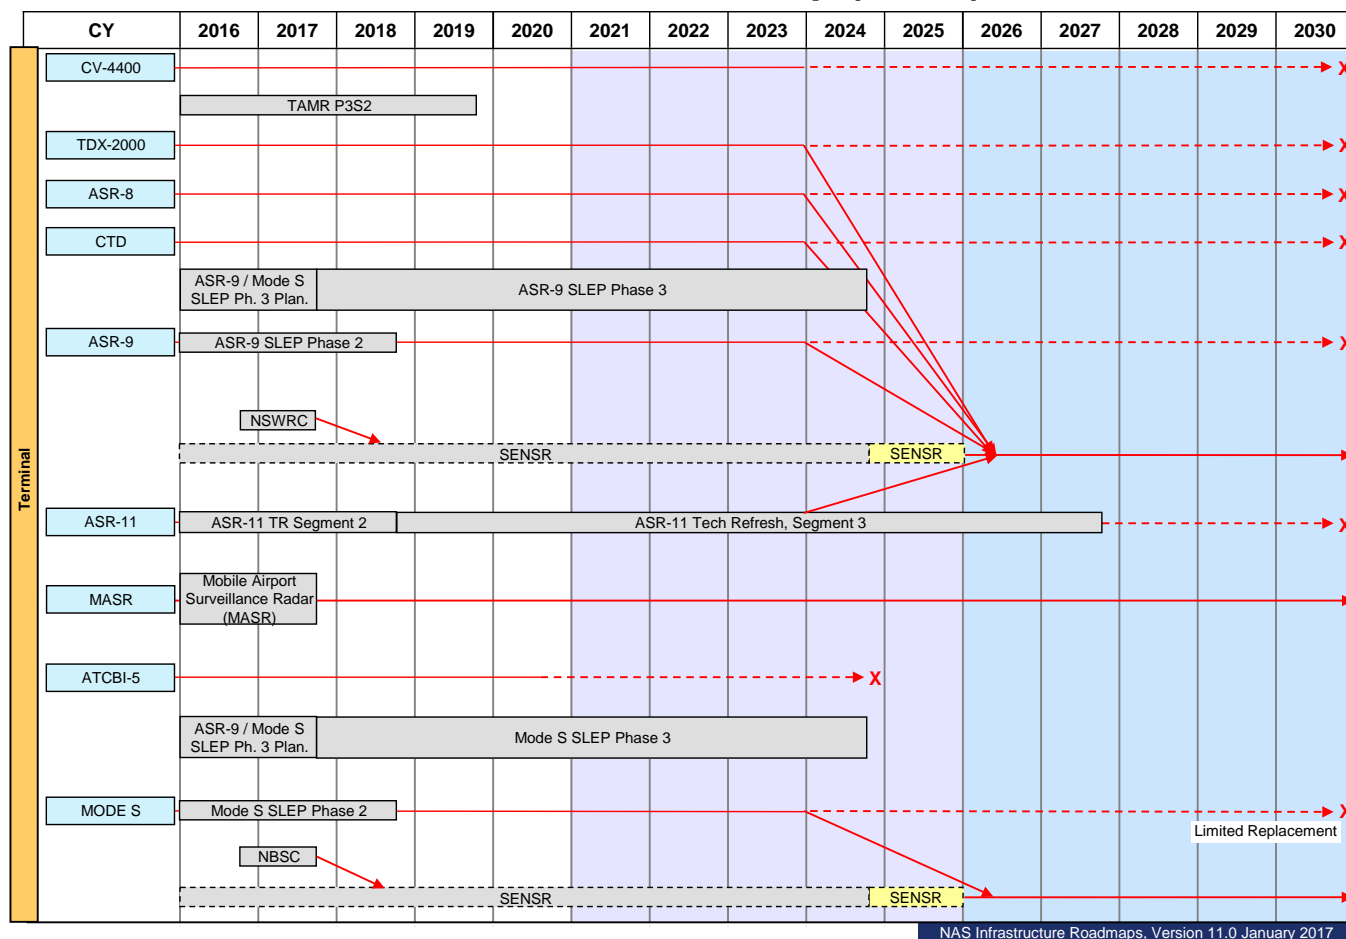 CY 2016 2017 2018 2019 2020 2021 2022 2023 2024 2025 2026 2027 2028 2029 2030
Terminal
CV-4400
X
TAMR P3S2
TDX-2000
X
ASR-8
X
CTD
X
ASR-9 / Mode S
SLEP Ph. 3 Plan.
ASR-9 SLEP Phase 3
ASR-9
ASR-9 SLEP Phase 2
X
NSWRC
SENSR
SENSR
ASR-11
ASR-11 TR Segment 2
ASR-11 Tech Refresh, Segment 3
X
MASR
Mobile Airport
Surveillance Radar
(MASR)
ATCBI-5
X
ASR-9 / Mode S
SLEP Ph. 3 Plan.
Mode S SLEP Phase 3
MODE S
Mode S SLEP Phase 2
X
Limited Replacement
NBSC
SENSR
SENSR
NAS Infrastructure Roadmaps, Version 11.0 January 2017